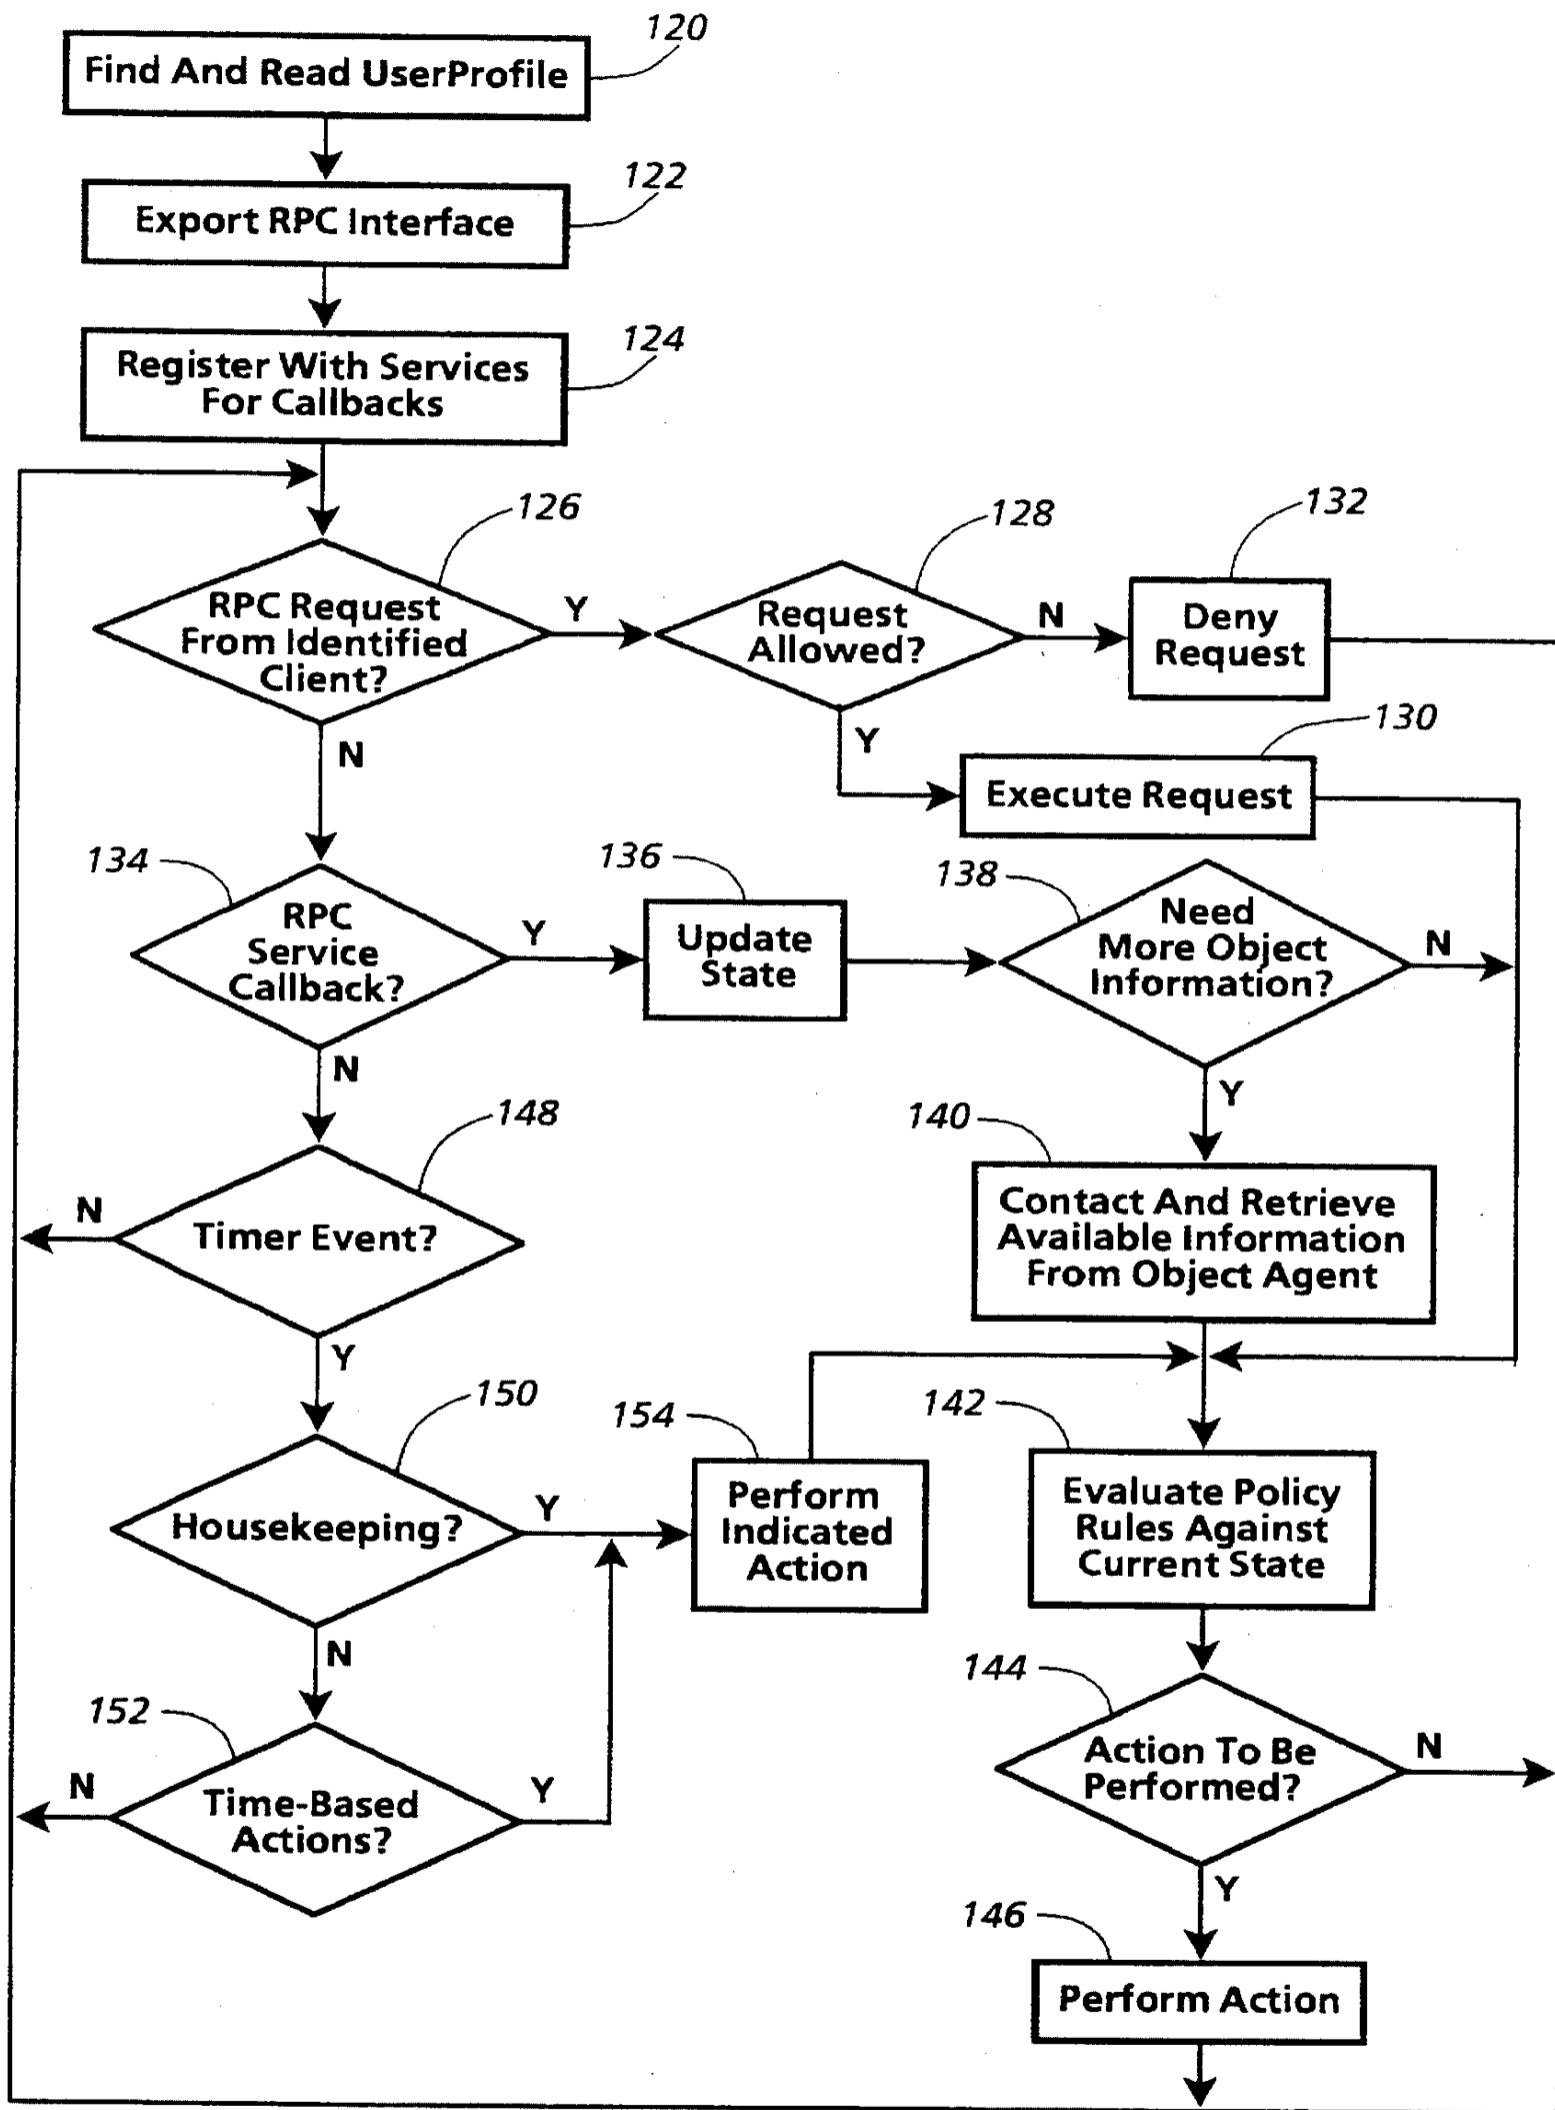 120
Find And Read UserProfile
122
Export RPC Interface
124
Register With Services
For Callbacks
126
RPC Request
From Identified
Client?
Y
N
128
Request
Allowed?
N
Y
132
Deny
Request
130
Execute Request
134
RPC
Service
Callback?
Y
N
136
Update
State
138
Need
More Object
Information?
N
Y
140
Contact And Retrieve
Available Information
From Object Agent
148
Timer Event?
N
Y
150
Housekeeping?
Y
N
154
Perform
Indicated
Action
142
Evaluate Policy
Rules Against
Current State
152
Time-Based
Actions?
N
Y
144
Action To Be
Performed?
N
Y
146
Perform Action